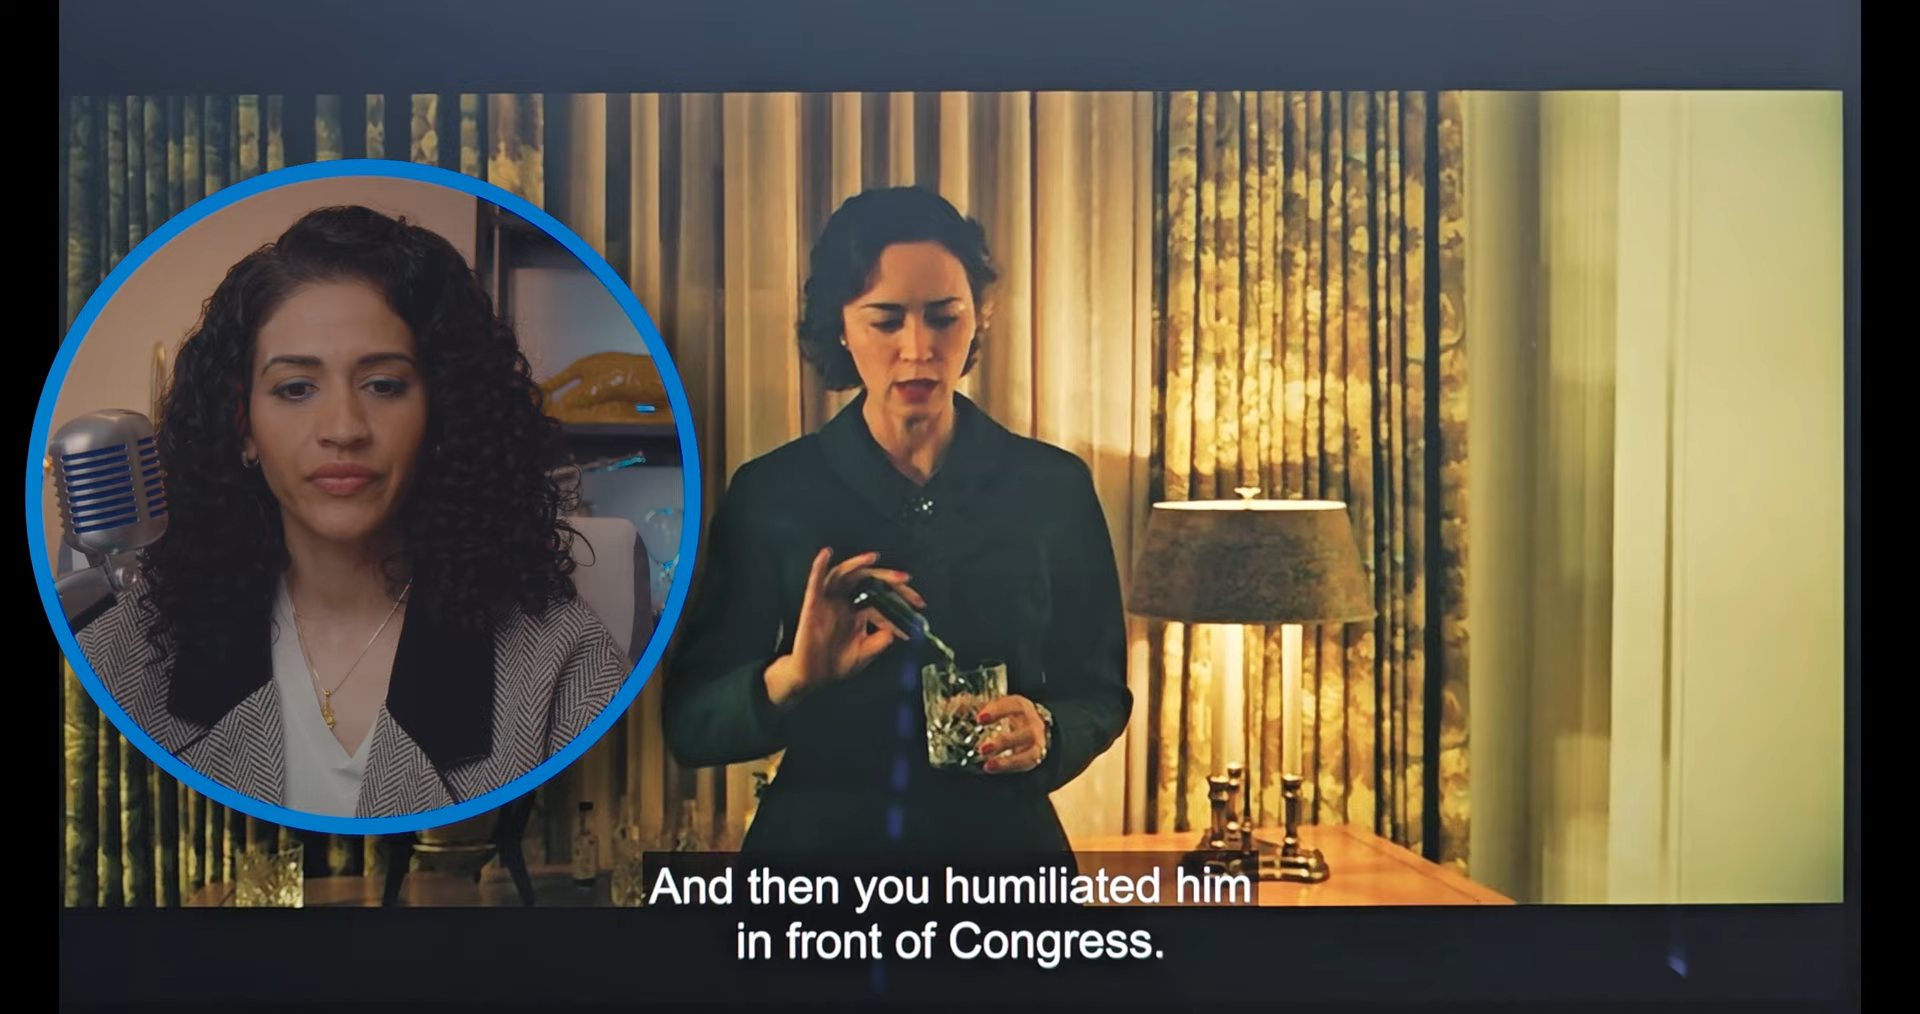 And then you humiliated him
in front of Congress.